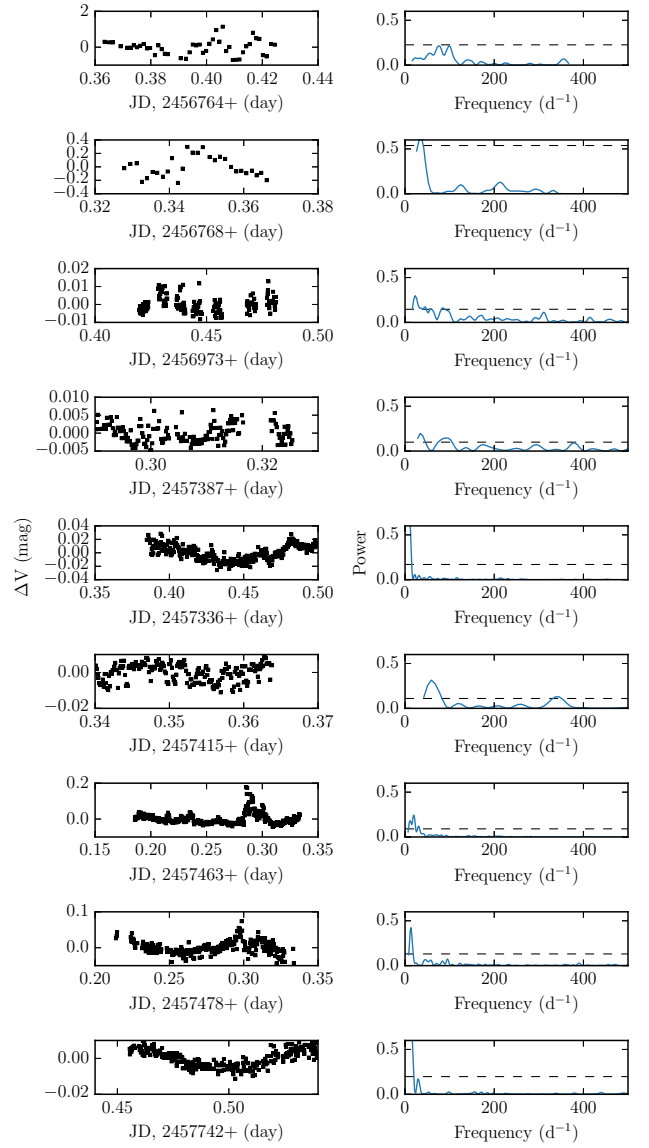 2
0
0.36 0.38 0.40 0.42 0.44
JD, 2456764+ (day)
0.5
0.0
0 200 400
Frequency (d⁻¹)
0.4
0.2
0.0
−0.2
−0.4
0.32 0.34 0.36 0.38
JD, 2456768+ (day)
0.5
0.0
0 200 400
Frequency (d⁻¹)
0.02
0.01
0.00
−0.01
0.40 0.45 0.50
JD, 2456973+ (day)
0.5
0.0
0 200 400
Frequency (d⁻¹)
0.010
0.005
0.000
−0.005
0.30 0.32
JD, 2457387+ (day)
0.5
0.0
0 200 400
Frequency (d⁻¹)
ΔV (mag)
0.04
0.02
0.00
−0.02
−0.04
0.35 0.40 0.45 0.50
JD, 2457336+ (day)
Power
0.5
0.0
0 200 400
Frequency (d⁻¹)
0.00
−0.02
0.34 0.35 0.36 0.37
JD, 2457415+ (day)
0.5
0.0
0 200 400
Frequency (d⁻¹)
0.2
0.0
0.15 0.20 0.25 0.30 0.35
JD, 2457463+ (day)
0.5
0.0
0 200 400
Frequency (d⁻¹)
0.1
0.0
0.20 0.25 0.30 0.35
JD, 2457478+ (day)
0.5
0.0
0 200 400
Frequency (d⁻¹)
0.00
−0.02
0.45 0.50
JD, 2457742+ (day)
0.5
0.0
0 200 400
Frequency (d⁻¹)